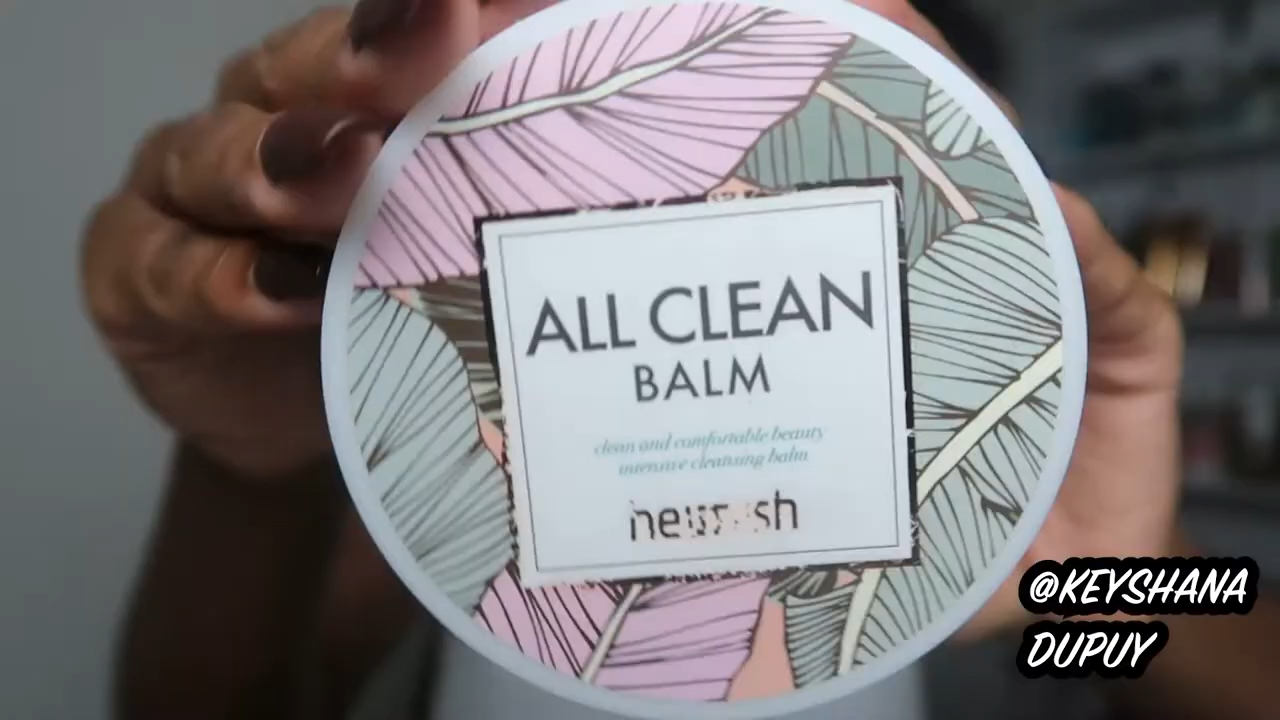 ALL CLEAN
BALM
clean and comfortable beauty
intensive cleansing balm
@KEYSHANA
DUPUY